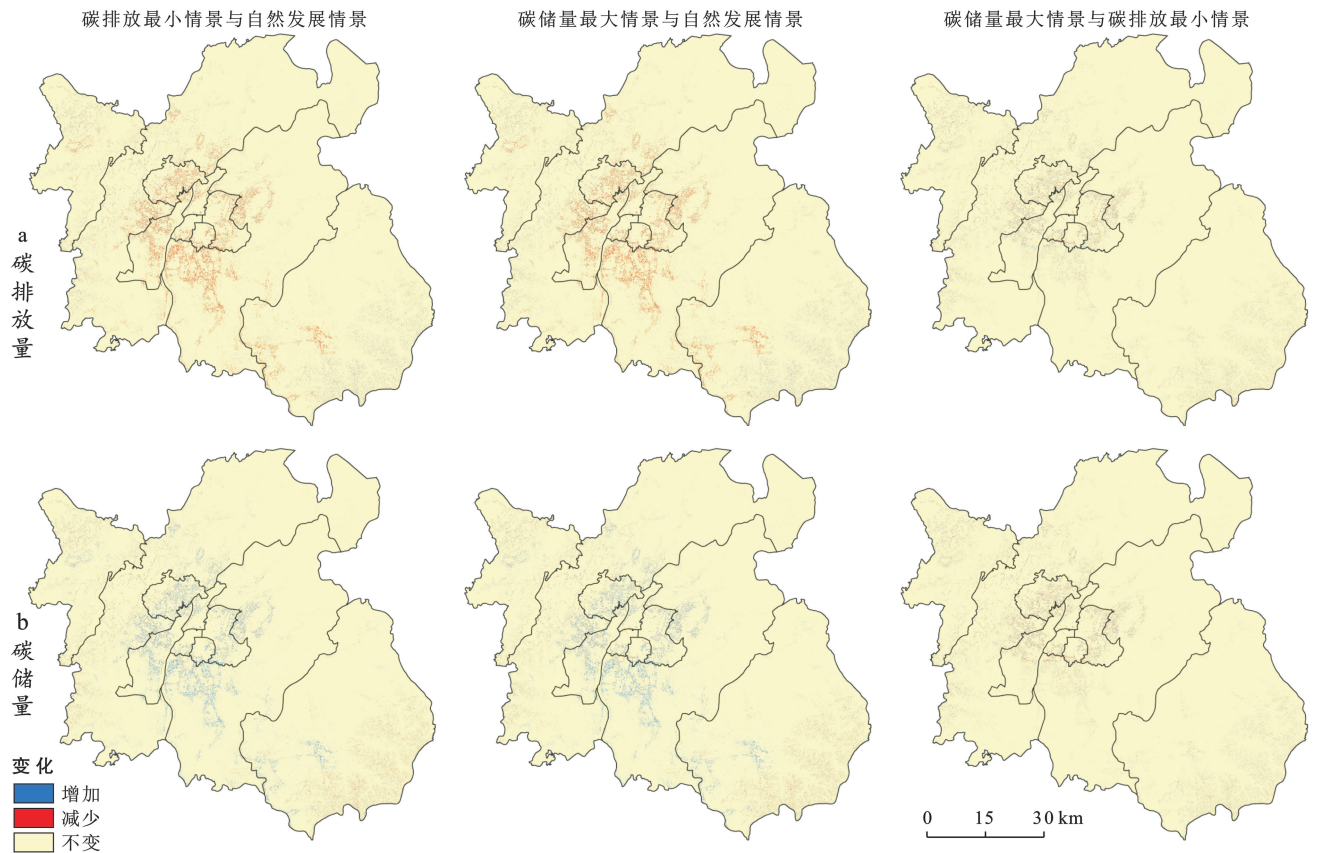 碳排放最小情景与自然发展情景
碳储量最大情景与自然发展情景
碳储量最大情景与碳排放最小情景
a
碳
排
放
量
b
碳
储
量
变化
增加
减少
不变
0 15 30 km